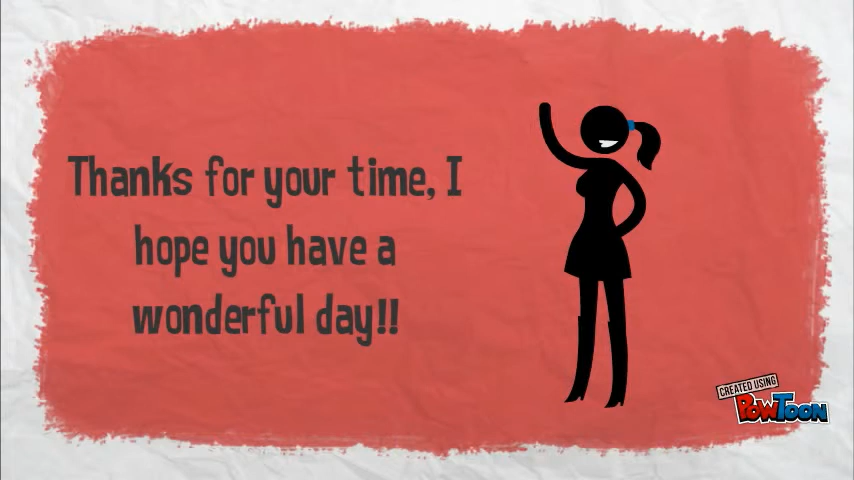 Thanks for your time, I
hope you have a
wonderful day!!
CREATED USING
POWTOON